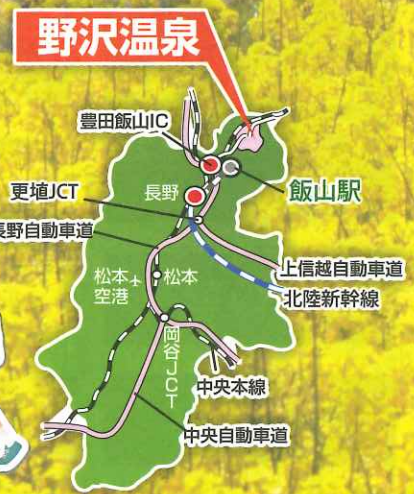 野沢温泉
豊田飯山IC
飯山駅
更埴JCT
長野
長野自動車道
上信越自動車道
北陸新幹線
松本
空港
松本
岡谷JCT
中央本線
中央自動車道